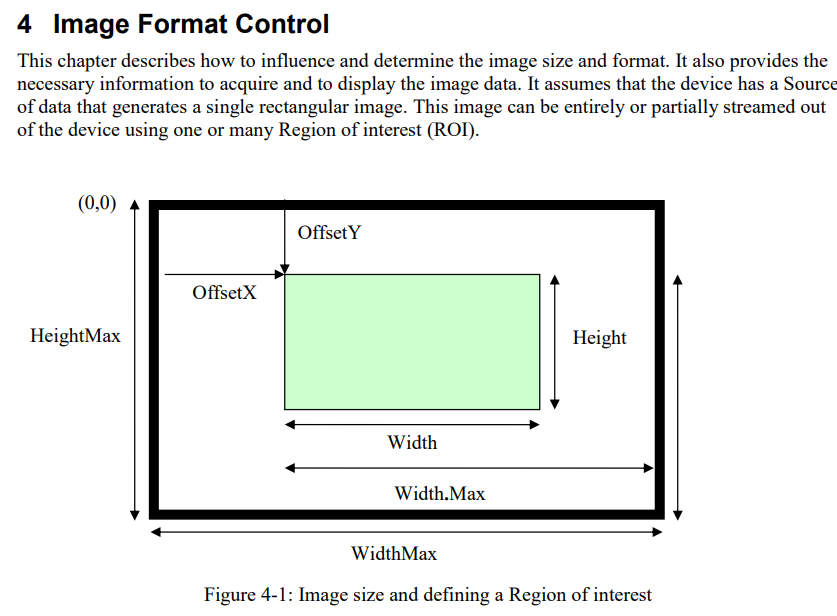 4 Image Format Control
This chapter describes how to influence and determine the image size and format. It also provides the
necessary information to acquire and to display the image data. It assumes that the device has a Source
of data that generates a single rectangular image. This image can be entirely or partially streamed out
of the device using one or many Region of interest (ROI).
(0,0)
OffsetY
OffsetX
HeightMax
Height
Width
Width.Max
WidthMax
Figure 4-1: Image size and defining a Region of interest